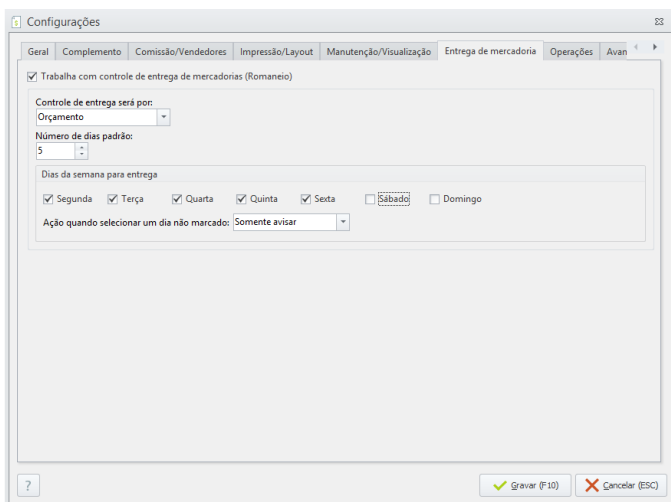 Configurações
Geral Complemento Comissão/Vendedores Impressão/Layout Manutenção/Visualização Entrega de mercadoria Operações Avan
Trabalha com controle de entrega de mercadorias (Romaneio)
Controle de entrega será por:
Orçamento
Número de dias padrão:
5
Dias da semana para entrega
Segunda Terça Quarta Quinta Sexta Sábado Domingo
Ação quando selecionar um dia não marcado: Somente avisar
? Gravar (F10) Cancelar (ESC)